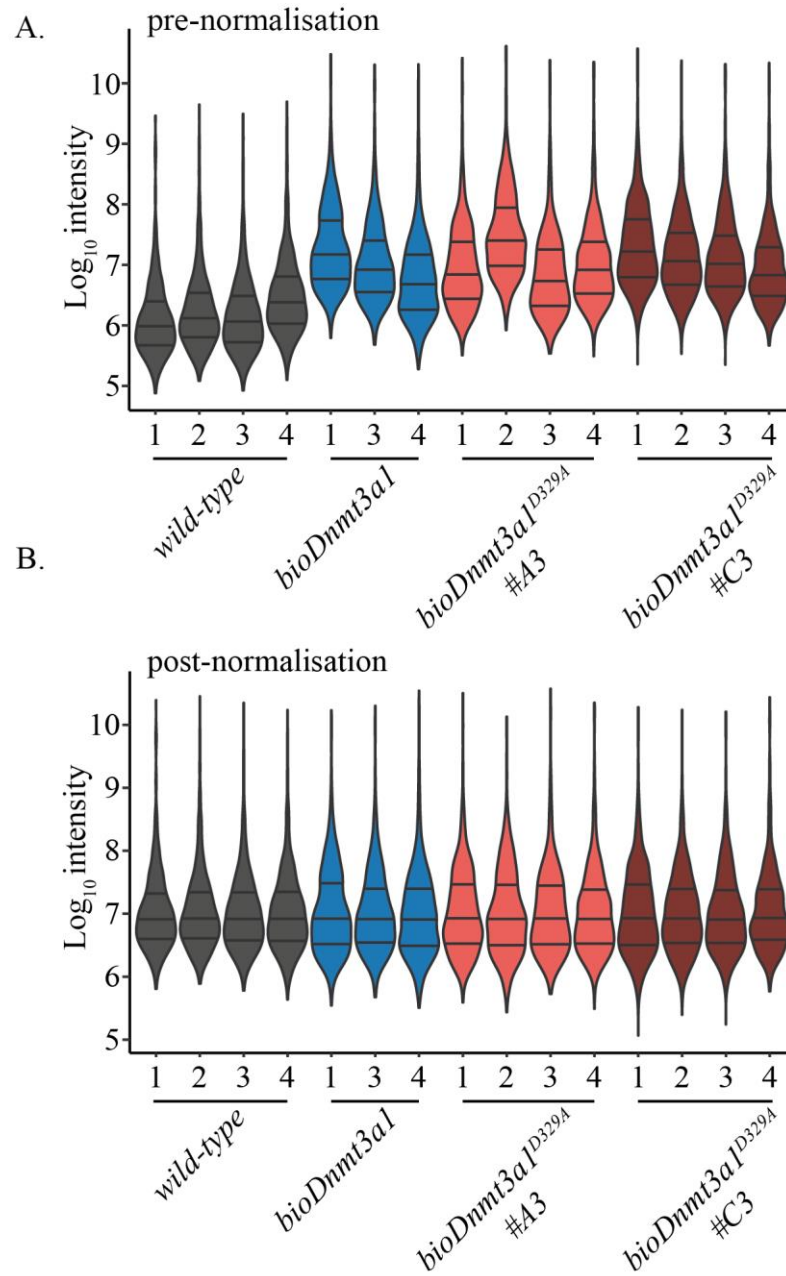 A.
pre-normalisation
Log₁₀ intensity
10
9
8
7
6
5
1 2 3 4 1 3 4 1 2 3 4 1 2 3 4
wild-type
bioDnmt3a1
bioDnmt3a1ᴰ³²⁹ᴬ
#A3
bioDnmt3a1ᴰ³²⁹ᴬ
#C3
B.
post-normalisation
Log₁₀ intensity
10
9
8
7
6
5
1 2 3 4 1 3 4 1 2 3 4 1 2 3 4
wild-type
bioDnmt3a1
bioDnmt3a1ᴰ³²⁹ᴬ
#A3
bioDnmt3a1ᴰ³²⁹ᴬ
#C3